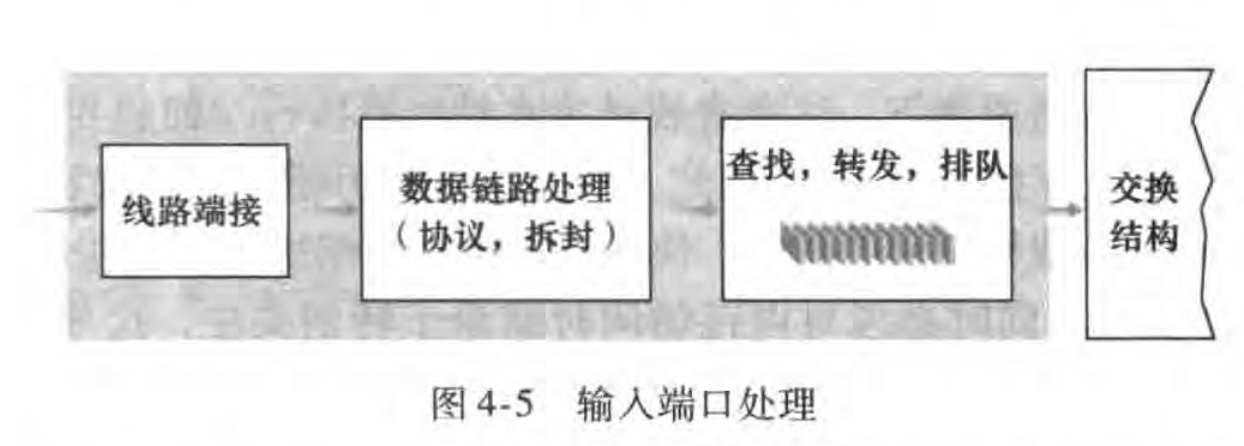 线路端接
数据链路处理
(协议，拆封)
查找，转发，排队
交换
结构
图 4-5 输入端口处理